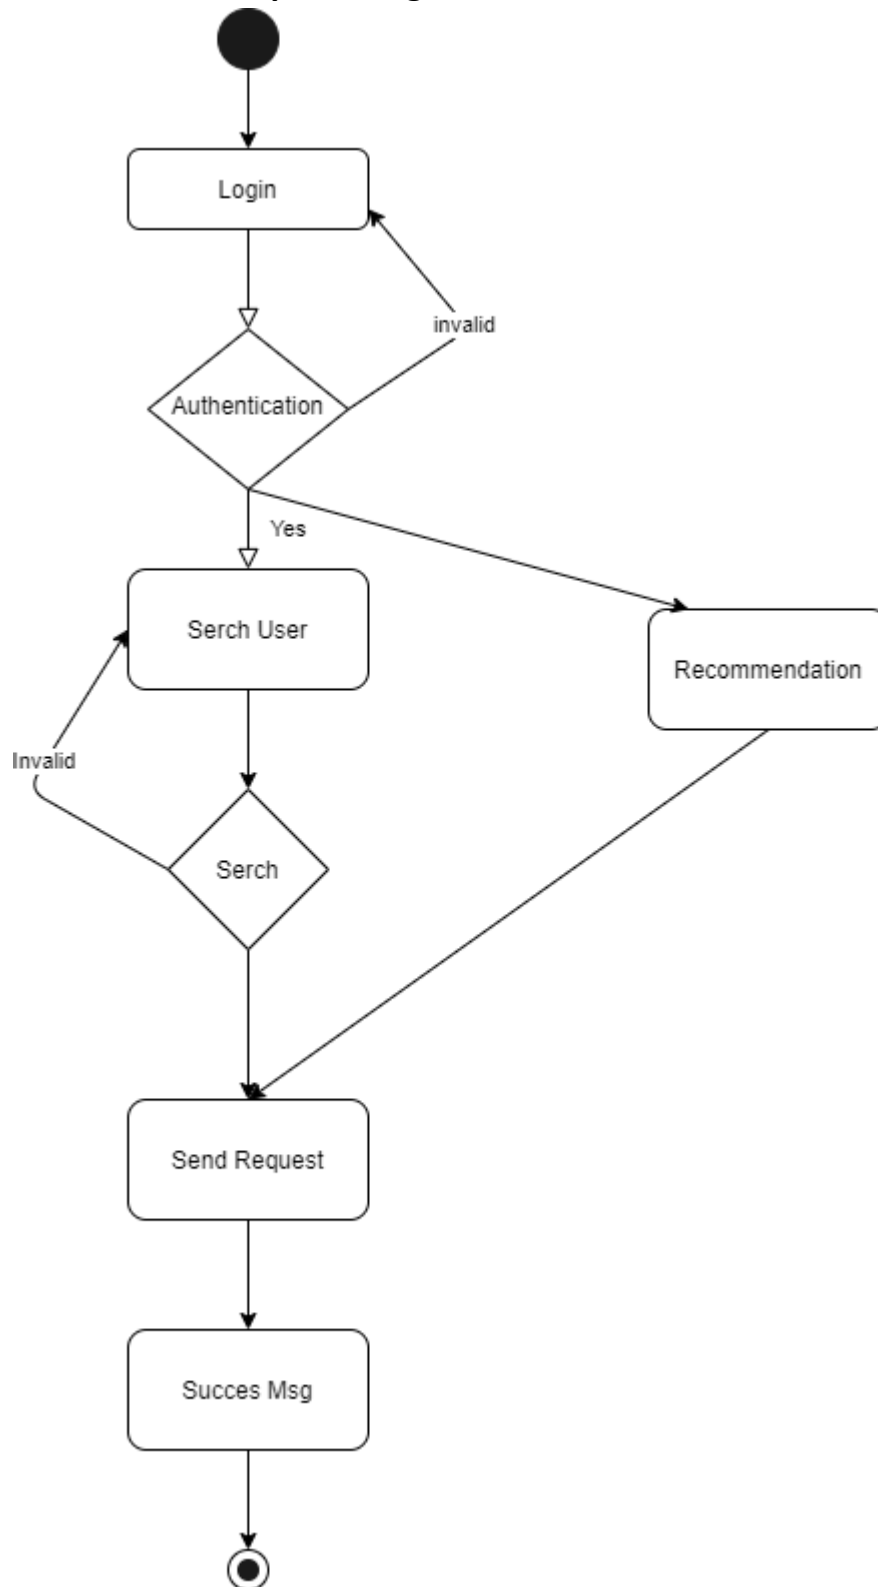 Login
invalid
Authentication
Yes
Serch User
Recommendation
Invalid
Serch
Send Request
Succes Msg